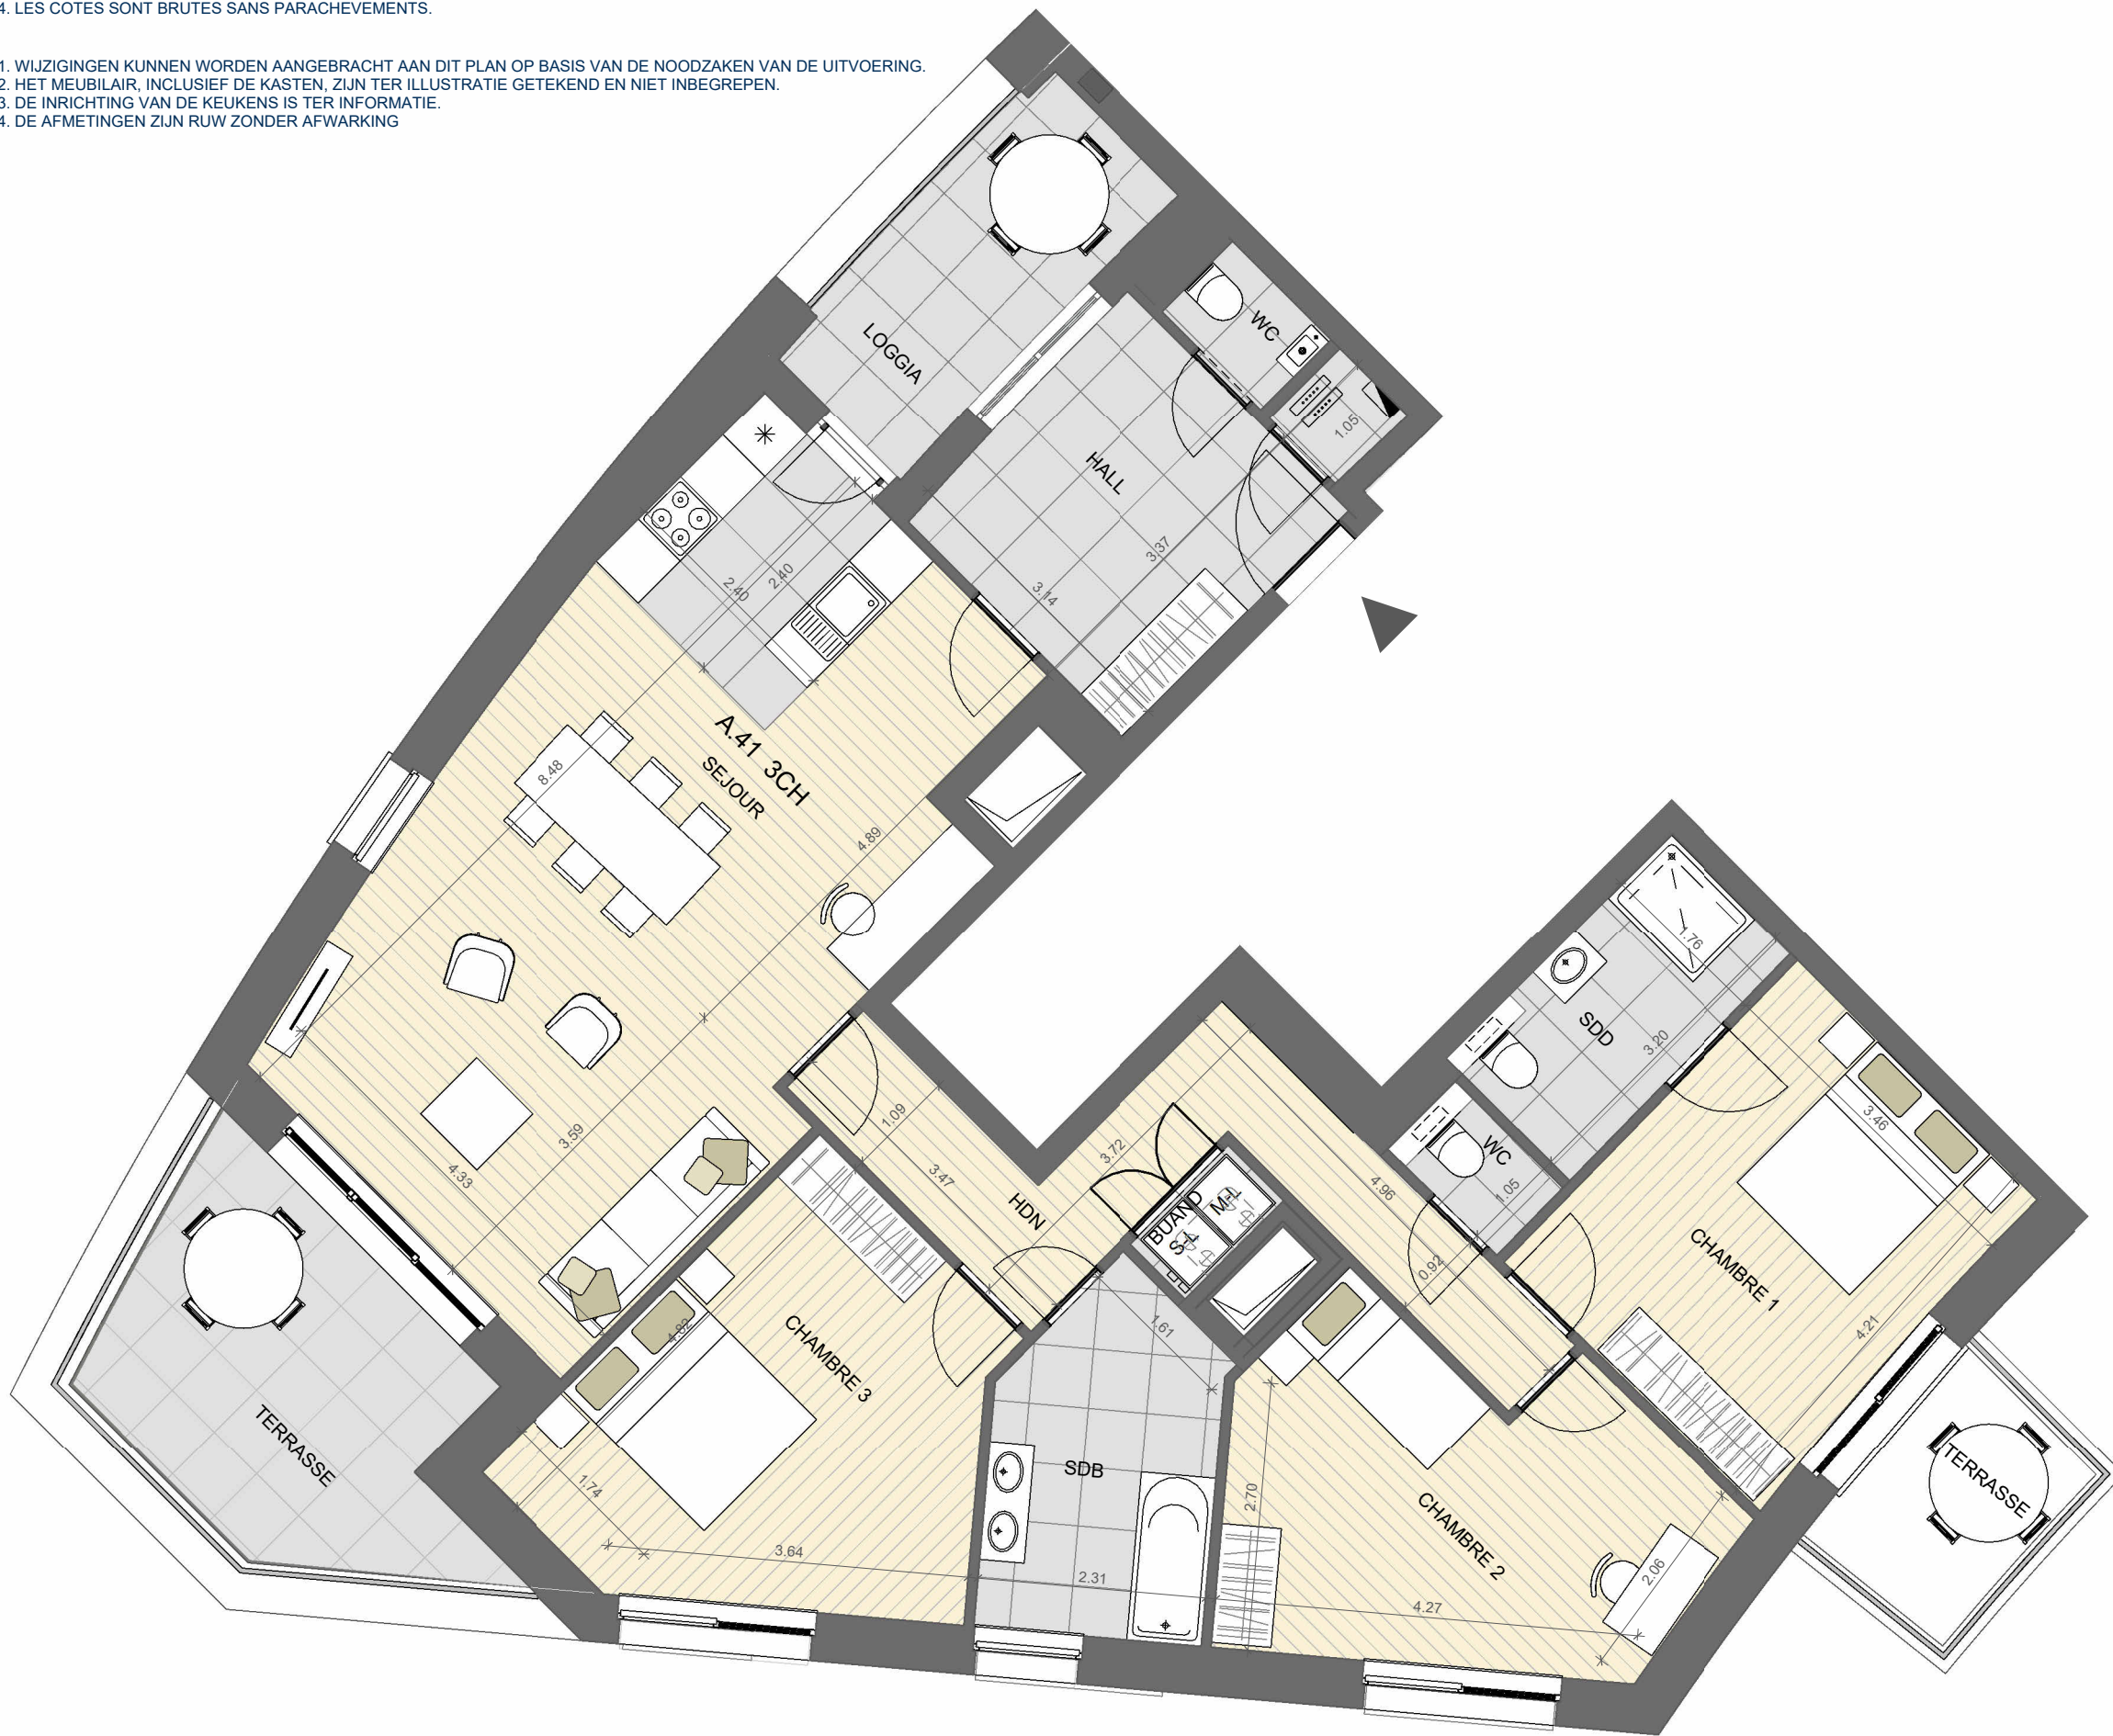 4. LES COTES SONT BRUTES SANS PARACHEVEMENTS.
1. WIJZIGINGEN KUNNEN WORDEN AANGEBRACHT AAN DIT PLAN OP BASIS VAN DE NOODZAKEN VAN DE UITVOERING.
2. HET MEUBILAIR, INCLUSIEF DE KASTEN, ZIJN TER ILLUSTRATIE GETEKEND EN NIET INBEGREPEN.
3. DE INRICHTING VAN DE KEUKENS IS TER INFORMATIE.
4. DE AFMETINGEN ZIJN RUW ZONDER AFWARKING
LOGGIA
WC
1.05
HALL
3.37
3.14
2.40
2.40
A.41 3CH
SEJOUR
8.48
4.89
3.59
4.33
TERRASSE
1.09
3.47
3.72
HDN
BUAND
S-L
M-L
4.96
0.92
WC
1.05
SDD
1.76
3.20
3.46
CHAMBRE 1
4.21
TERRASSE
4.82
CHAMBRE 3
1.74
3.64
1.61
SDB
2.31
2.70
CHAMBRE 2
4.27
2.06